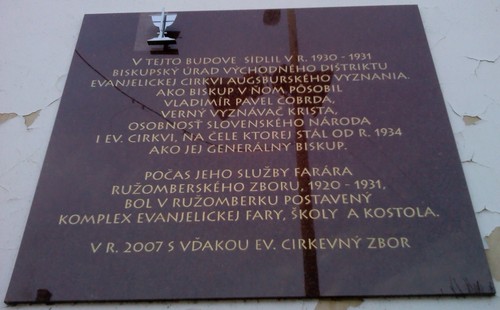 V TEJTO BUDOVE SÍDLIL V R. 1930 - 1931
BISKUPSKÝ ÚRAD VÝCHODNÉHO DIŠTRIKTU
EVANJELICKEJ CIRKVI AUGSBURSKÉHO VYZNANIA.
AKO BISKUP V ŇOM PÔSOBIL
VLADIMÍR PAVEL ČOBRDA,
VERNÝ VYZNÁVAČ KRISTA,
OSOBNOSŤ SLOVENSKÉHO NÁRODA
I EV. CIRKVI, NA ČELE KTOREJ STÁL OD R. 1934
AKO JEJ GENERÁLNY BISKUP.
POČAS JEHO SLUŽBY FARÁRA
RUŽOMBERSKÉHO ZBORU, 1920 - 1931,
BOL V RUŽOMBERKU POSTAVENÝ
KOMPLEX EVANJELICKEJ FARY, ŠKOLY A KOSTOLA.
V R. 2007 S VĎAKOU EV. CIRKEVNÝ ZBOR